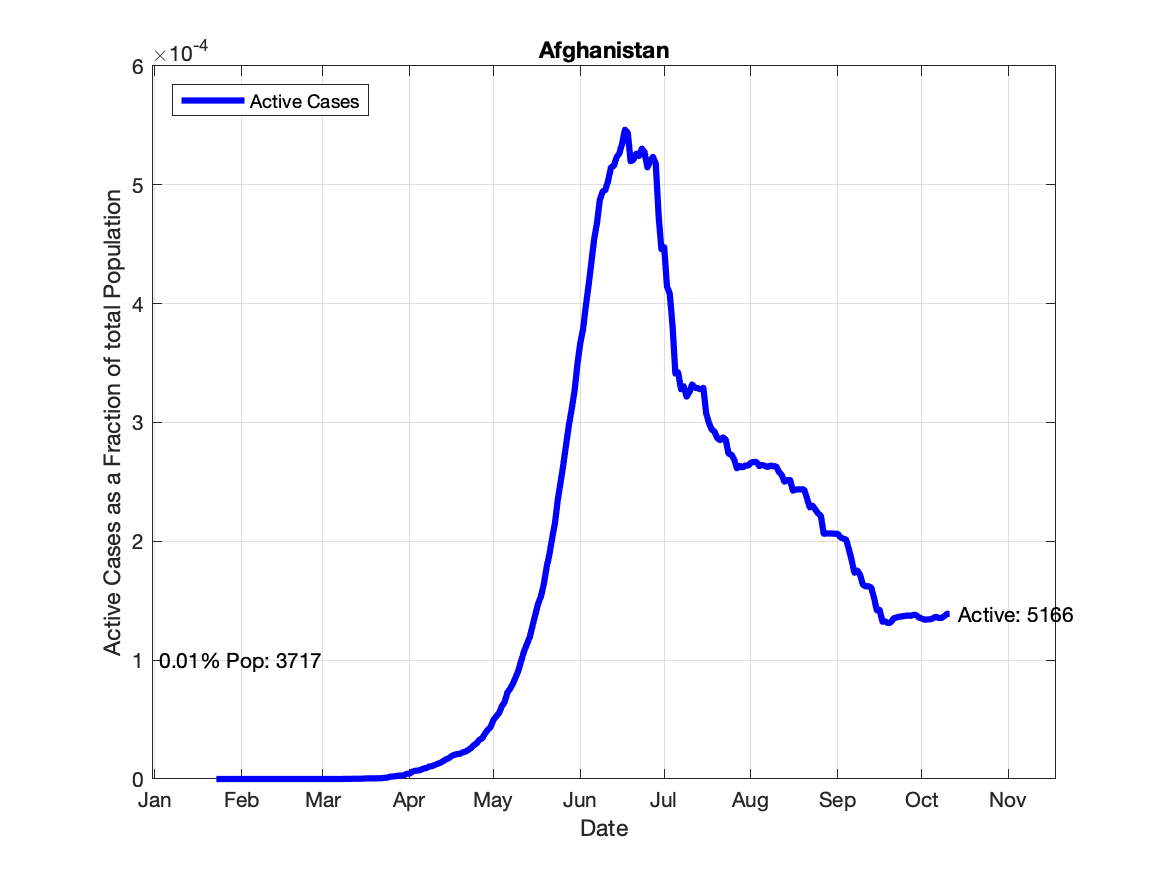 Afghanistan
×10-4
Active Cases
6
5
4
3
2
1
0
Active Cases as a Fraction of total Population
0.01% Pop: 3717
Active: 5166
Jan Feb Mar Apr May Jun Jul Aug Sep Oct Nov
Date